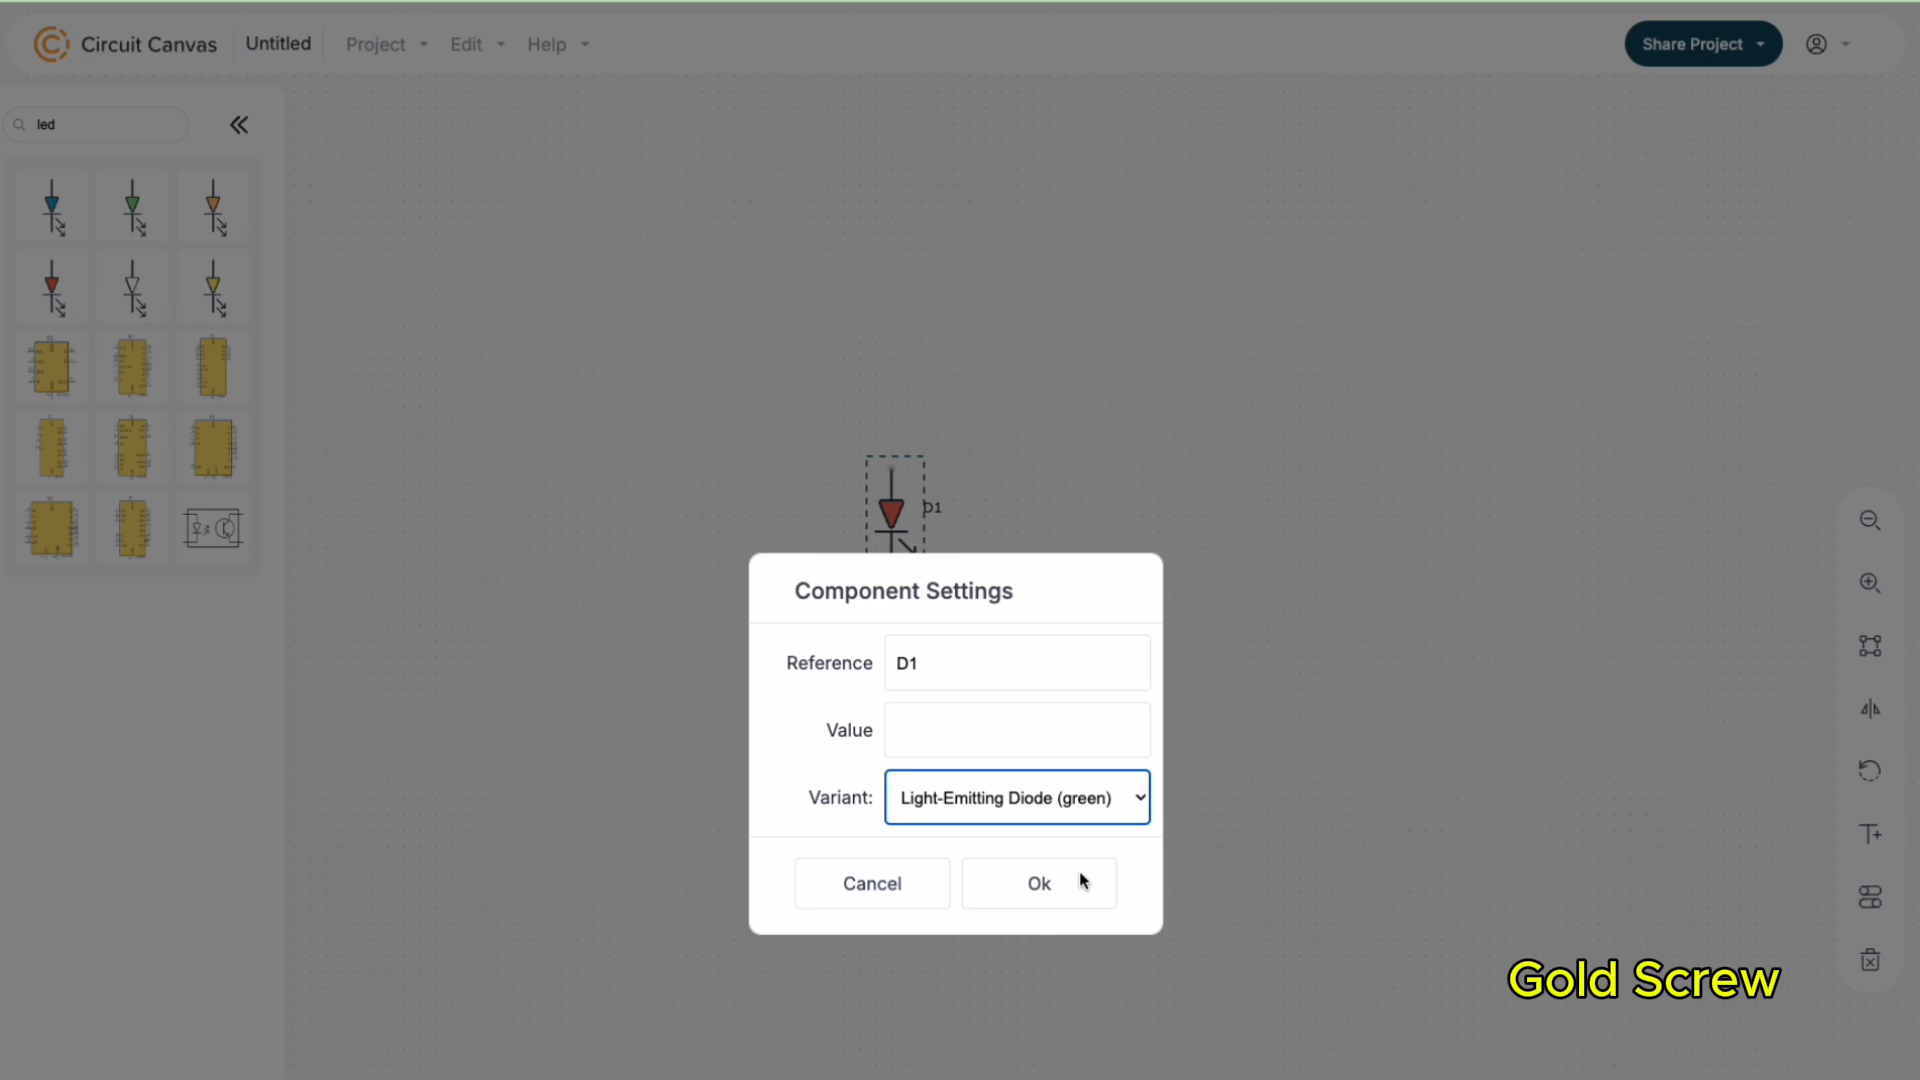 Circuit Canvas
Untitled
Project
Edit
Help
Share Project
led
D1
Component Settings
Reference
D1
Value
Variant:
Light-Emitting Diode (green)
Cancel
Ok
Gold Screw